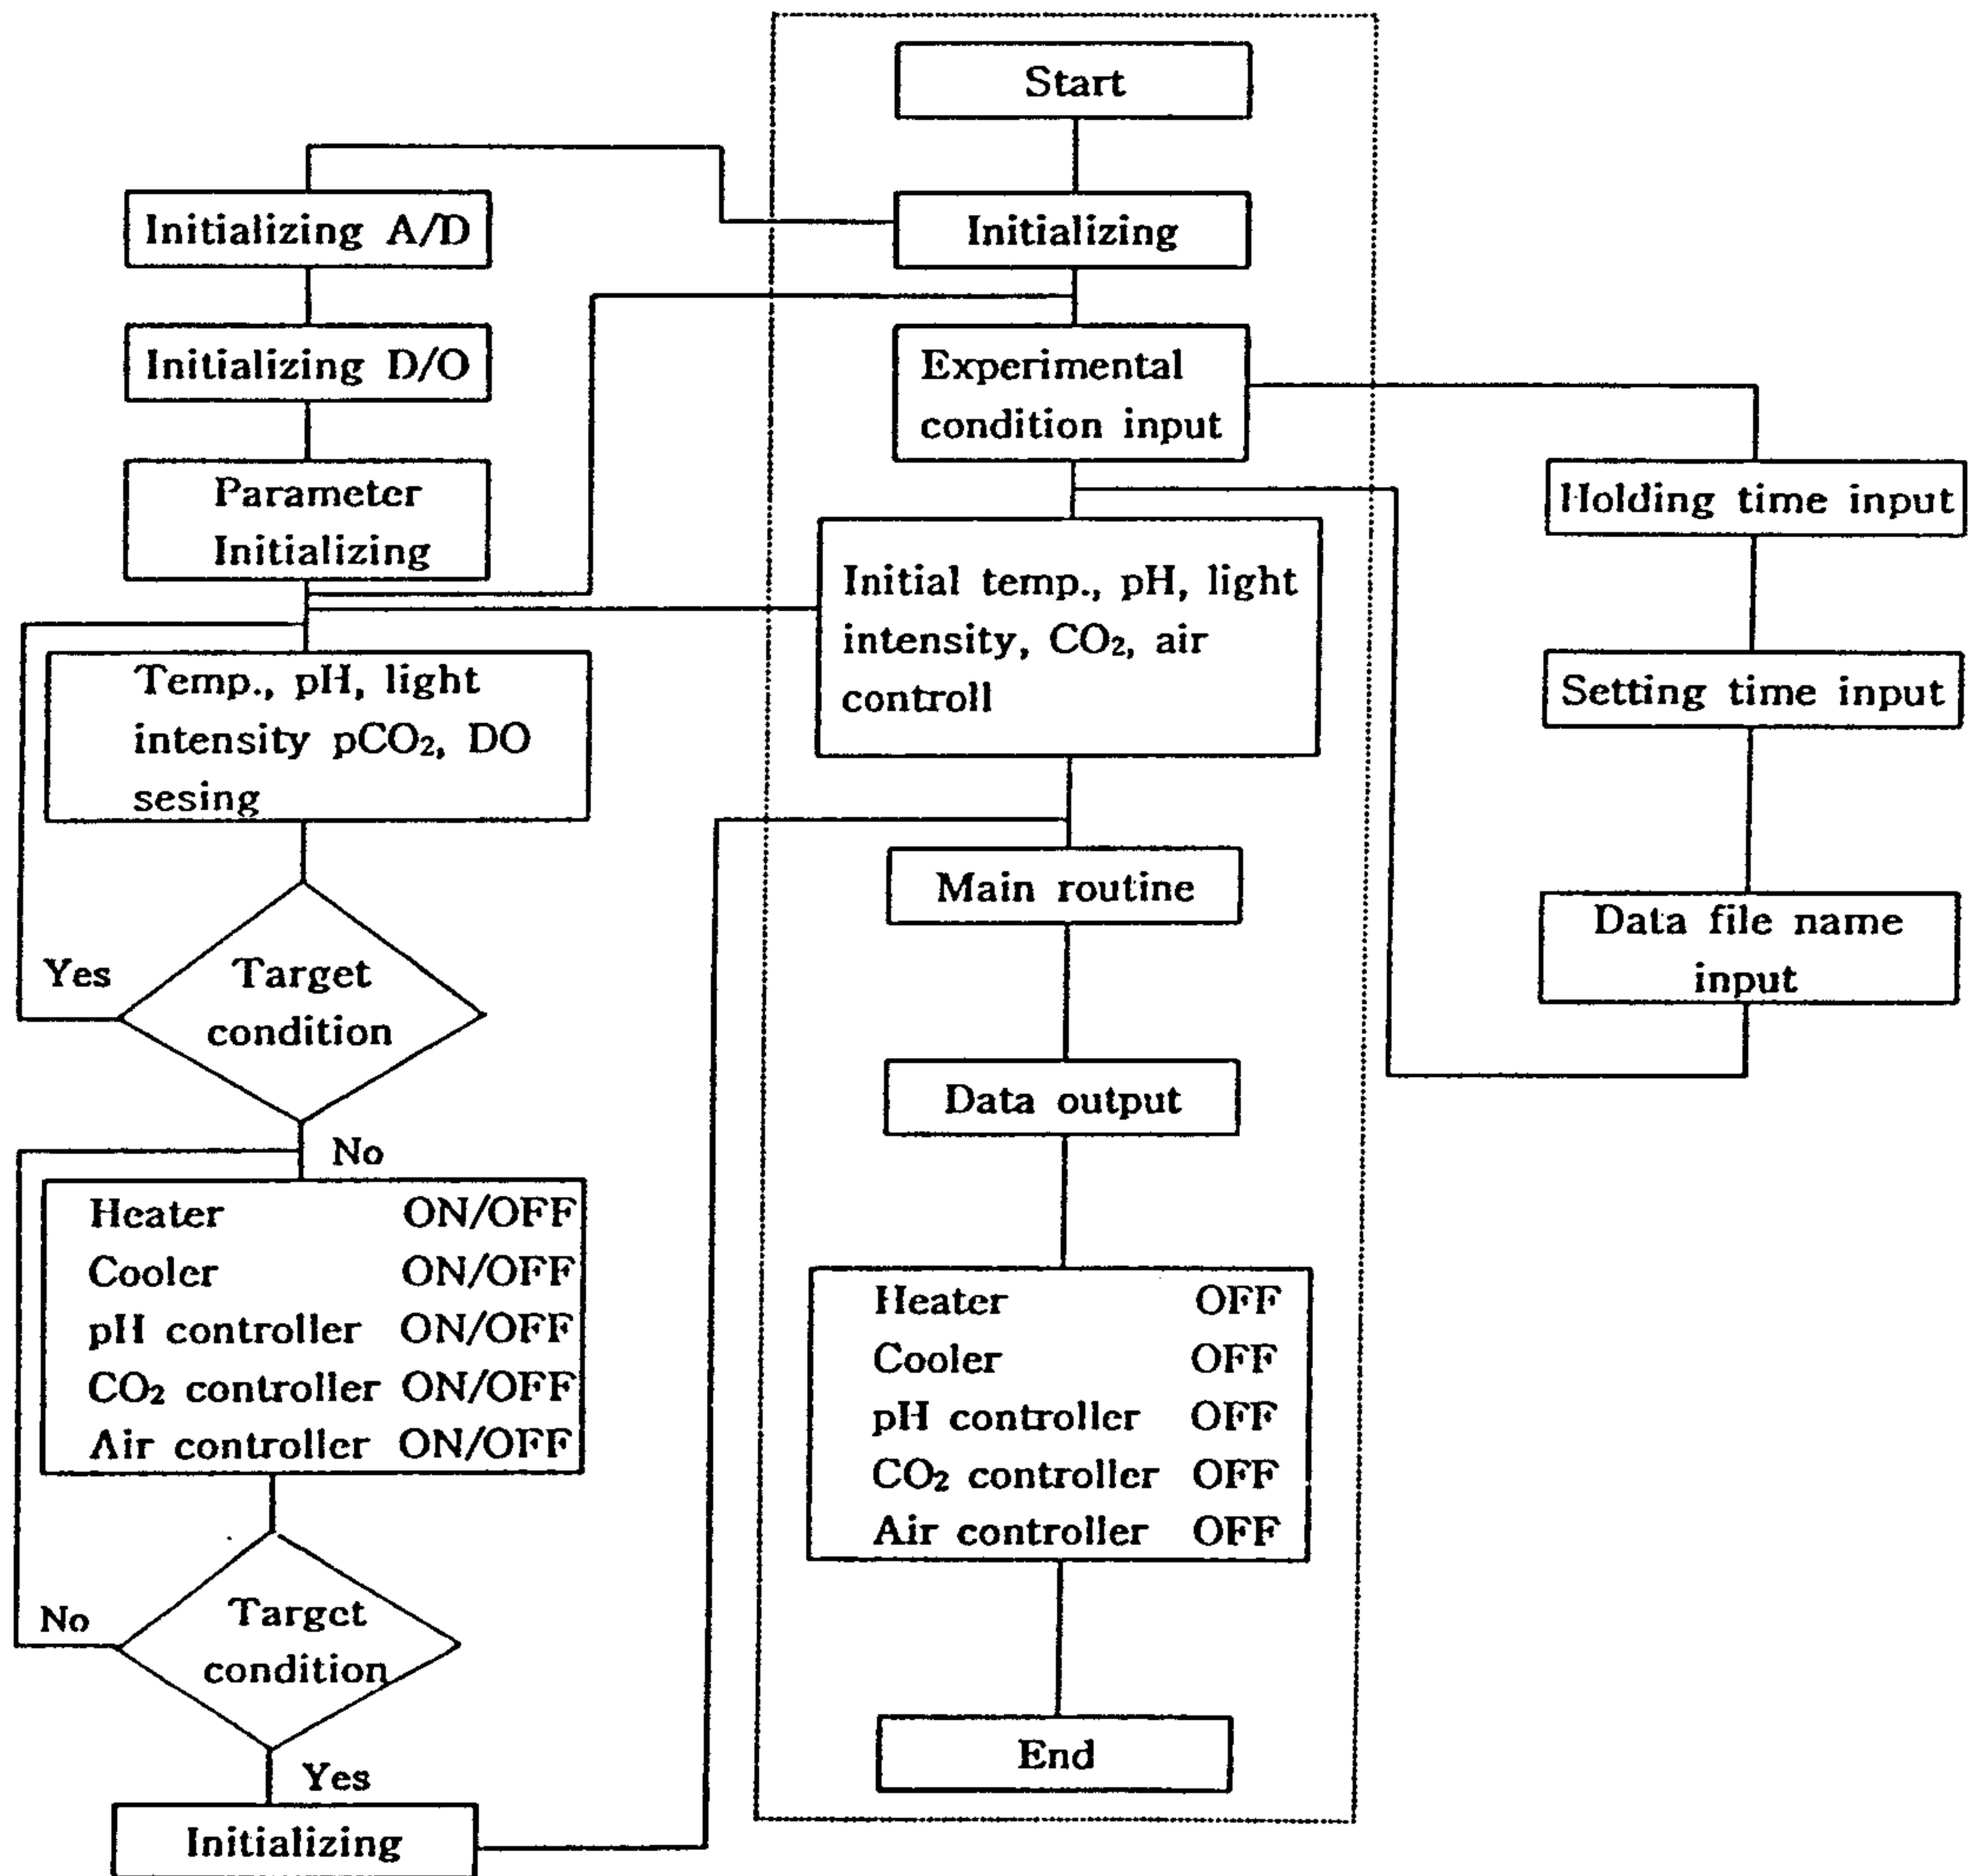 Start
Initializing
Experimental
condition input
Initial temp., pH, light
intensity, CO₂, air
controll
Main routine
Data output
Heater OFF
Cooler OFF
pH controller OFF
CO₂ controller OFF
Air controller OFF
End
Initializing A/D
Initializing D/O
Parameter
Initializing
Temp., pH, light
intensity pCO₂, DO
sesing
Yes
Target
condition
No
Heater ON/OFF
Cooler ON/OFF
pH controller ON/OFF
CO₂ controller ON/OFF
Air controller ON/OFF
No
Target
condition
Yes
Initializing
Holding time input
Setting time input
Data file name
input